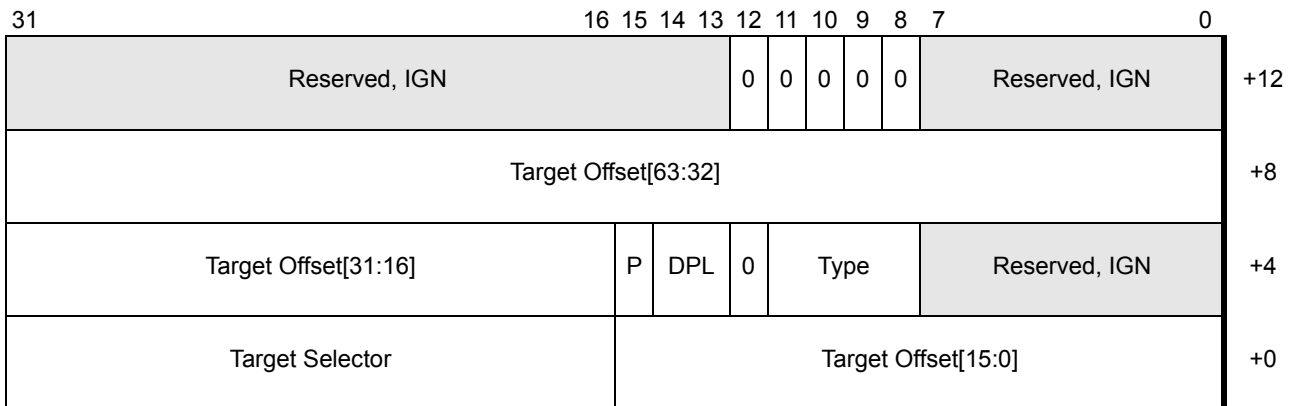 31 16 15 14 13 12 11 10 9 8 7 0
Reserved, IGN 0 0 0 0 0 Reserved, IGN +12
Target Offset[63:32] +8
Target Offset[31:16] P DPL 0 Type Reserved, IGN +4
Target Selector Target Offset[15:0] +0